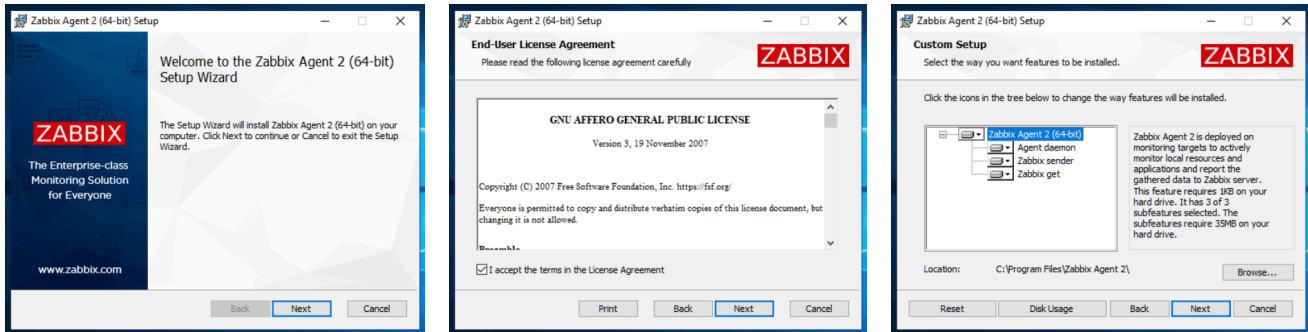 Zabbix Agent 2 (64-bit) Setup
Welcome to the Zabbix Agent 2 (64-bit)
Setup Wizard
The Setup Wizard will install Zabbix Agent 2 (64-bit) on your
computer. Click Next to continue or Cancel to exit the Setup
Wizard.
ZABBIX
The Enterprise-class
Monitoring Solution
for Everyone
www.zabbix.com
Back
Next
Cancel
Zabbix Agent 2 (64-bit) Setup
End-User License Agreement
Please read the following license agreement carefully
ZABBIX
GNU AFFERO GENERAL PUBLIC LICENSE
Version 3, 19 November 2007
Copyright (C) 2007 Free Software Foundation, Inc. https://fsf.org/
Everyone is permitted to copy and distribute verbatim copies of this license document, but
changing it is not allowed.
Preamble
I accept the terms in the License Agreement
Print
Back
Next
Cancel
Zabbix Agent 2 (64-bit) Setup
Custom Setup
Select the way you want features to be installed.
ZABBIX
Click the icons in the tree below to change the way features will be installed.
Zabbix Agent 2 (64-bit)
Agent daemon
Zabbix sender
Zabbix get
Zabbix Agent 2 is deployed on
monitoring targets to actively
monitor local resources and
applications and report the
gathered data to Zabbix server.
This feature requires 1KB on your
hard drive. It has 3 of 3
subfeatures selected. The
subfeatures require 35MB on your
hard drive.
Location: C:\Program Files\Zabbix Agent 2\
Browse...
Reset
Disk Usage
Back
Next
Cancel